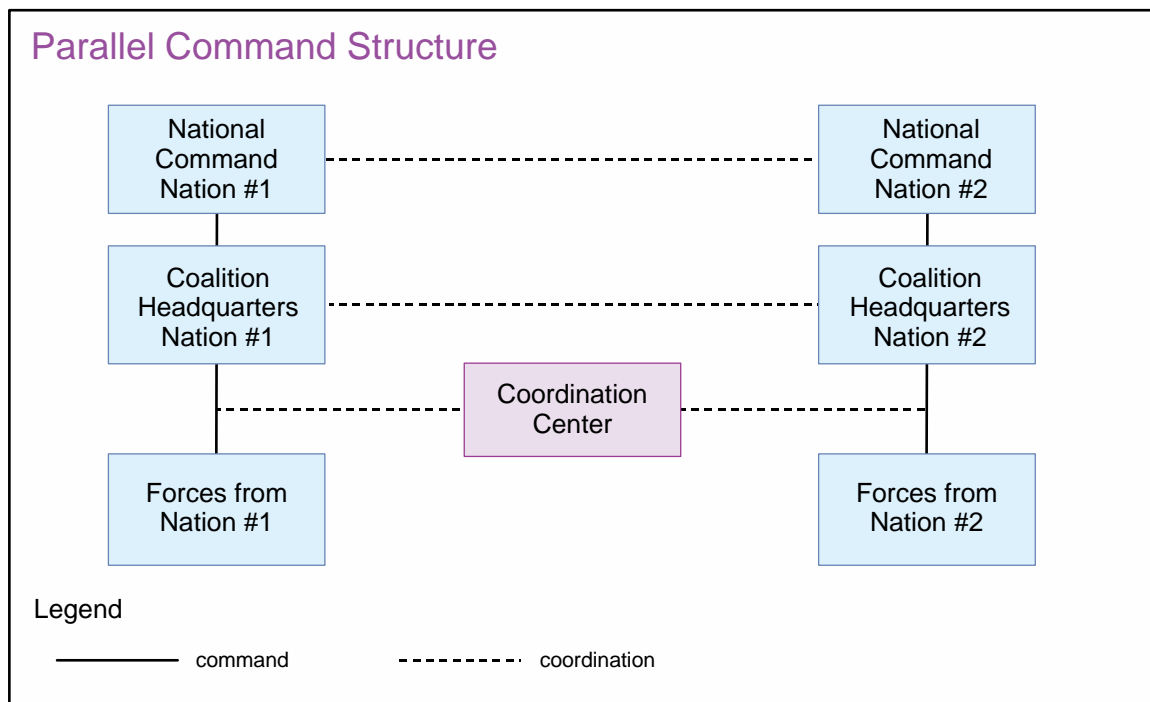 Parallel Command Structure
National
Command
Nation #1
National
Command
Nation #2
Coalition
Headquarters
Nation #1
Coalition
Headquarters
Nation #2
Coordination
Center
Forces from
Nation #1
Forces from
Nation #2
Legend
command
coordination